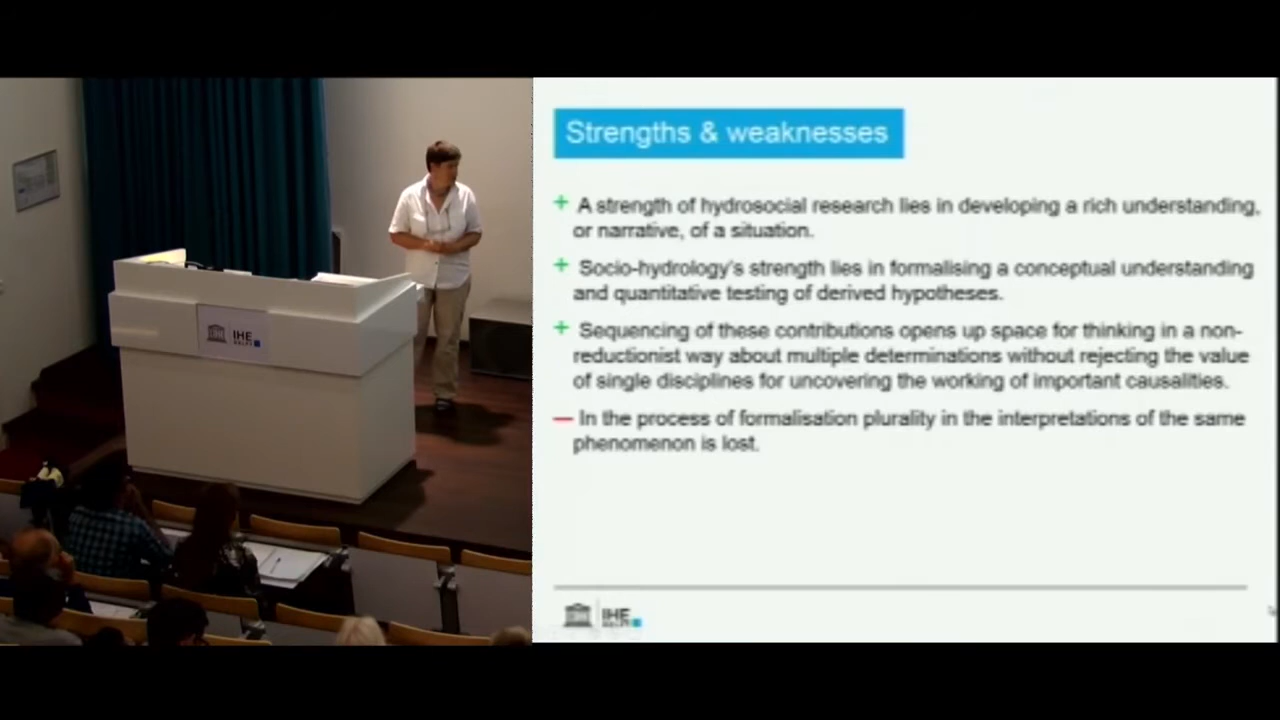 IHE
DELFT
Strengths & weaknesses
+ A strength of hydrosocial research lies in developing a rich understanding,
or narrative, of a situation.
+ Socio-hydrology's strength lies in formalising a conceptual understanding
and quantitative testing of derived hypotheses.
+ Sequencing of these contributions opens up space for thinking in a non-
reductionist way about multiple determinations without rejecting the value
of single disciplines for uncovering the working of important causalities.
— In the process of formalisation plurality in the interpretations of the same
phenomenon is lost.
IHE
DELFT